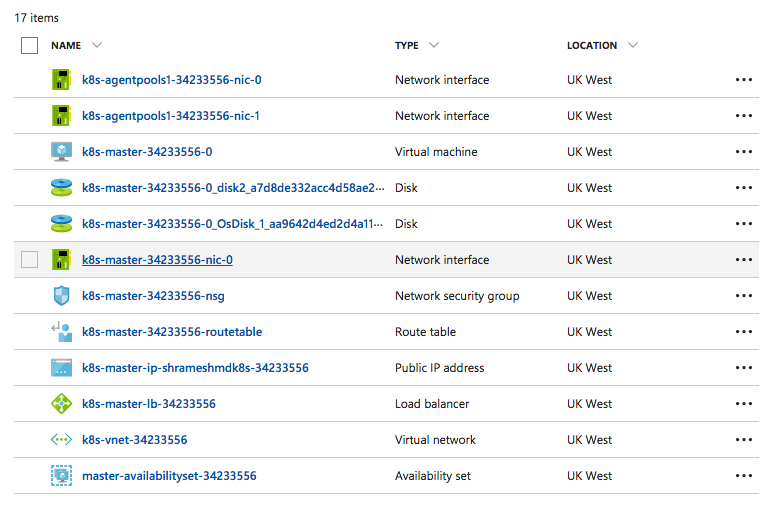 17 items
NAME TYPE LOCATION
k8s-agentpools1-34233556-nic-0 Network interface UK West
k8s-agentpools1-34233556-nic-1 Network interface UK West
k8s-master-34233556-0 Virtual machine UK West
k8s-master-34233556-0_disk2_a7d8de332acc4d58ae2··· Disk UK West
k8s-master-34233556-0_OsDisk_1_aa9642d4ed2d4a11··· Disk UK West
k8s-master-34233556-nic-0 Network interface UK West
k8s-master-34233556-nsg Network security group UK West
k8s-master-34233556-routetable Route table UK West
k8s-master-ip-shrameshmdk8s-34233556 Public IP address UK West
k8s-master-lb-34233556 Load balancer UK West
k8s-vnet-34233556 Virtual network UK West
master-availabilityset-34233556 Availability set UK West